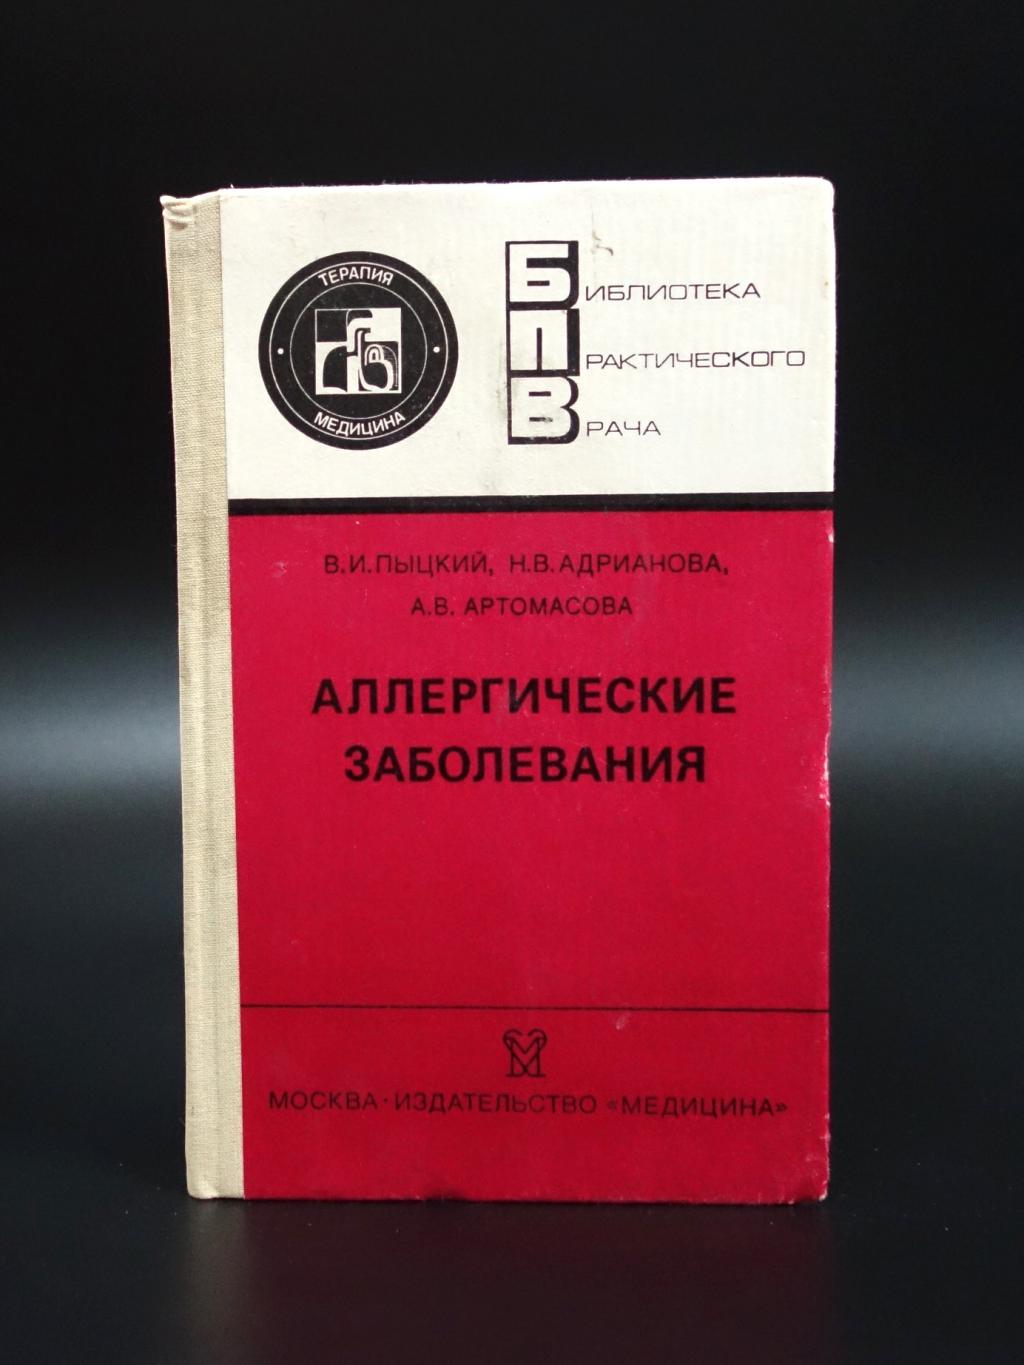 ТЕРАПИЯ
МЕДИЦИНА
БИБЛИОТЕКА
ПРАКТИЧЕСКОГО
ВРАЧА
В.И.ПЫЦКИЙ, Н.В.АДРИАНОВА,
А.В. АРТОМАСОВА
АЛЛЕРГИЧЕСКИЕ
ЗАБОЛЕВАНИЯ
МОСКВА · ИЗДАТЕЛЬСТВО «МЕДИЦИНА»